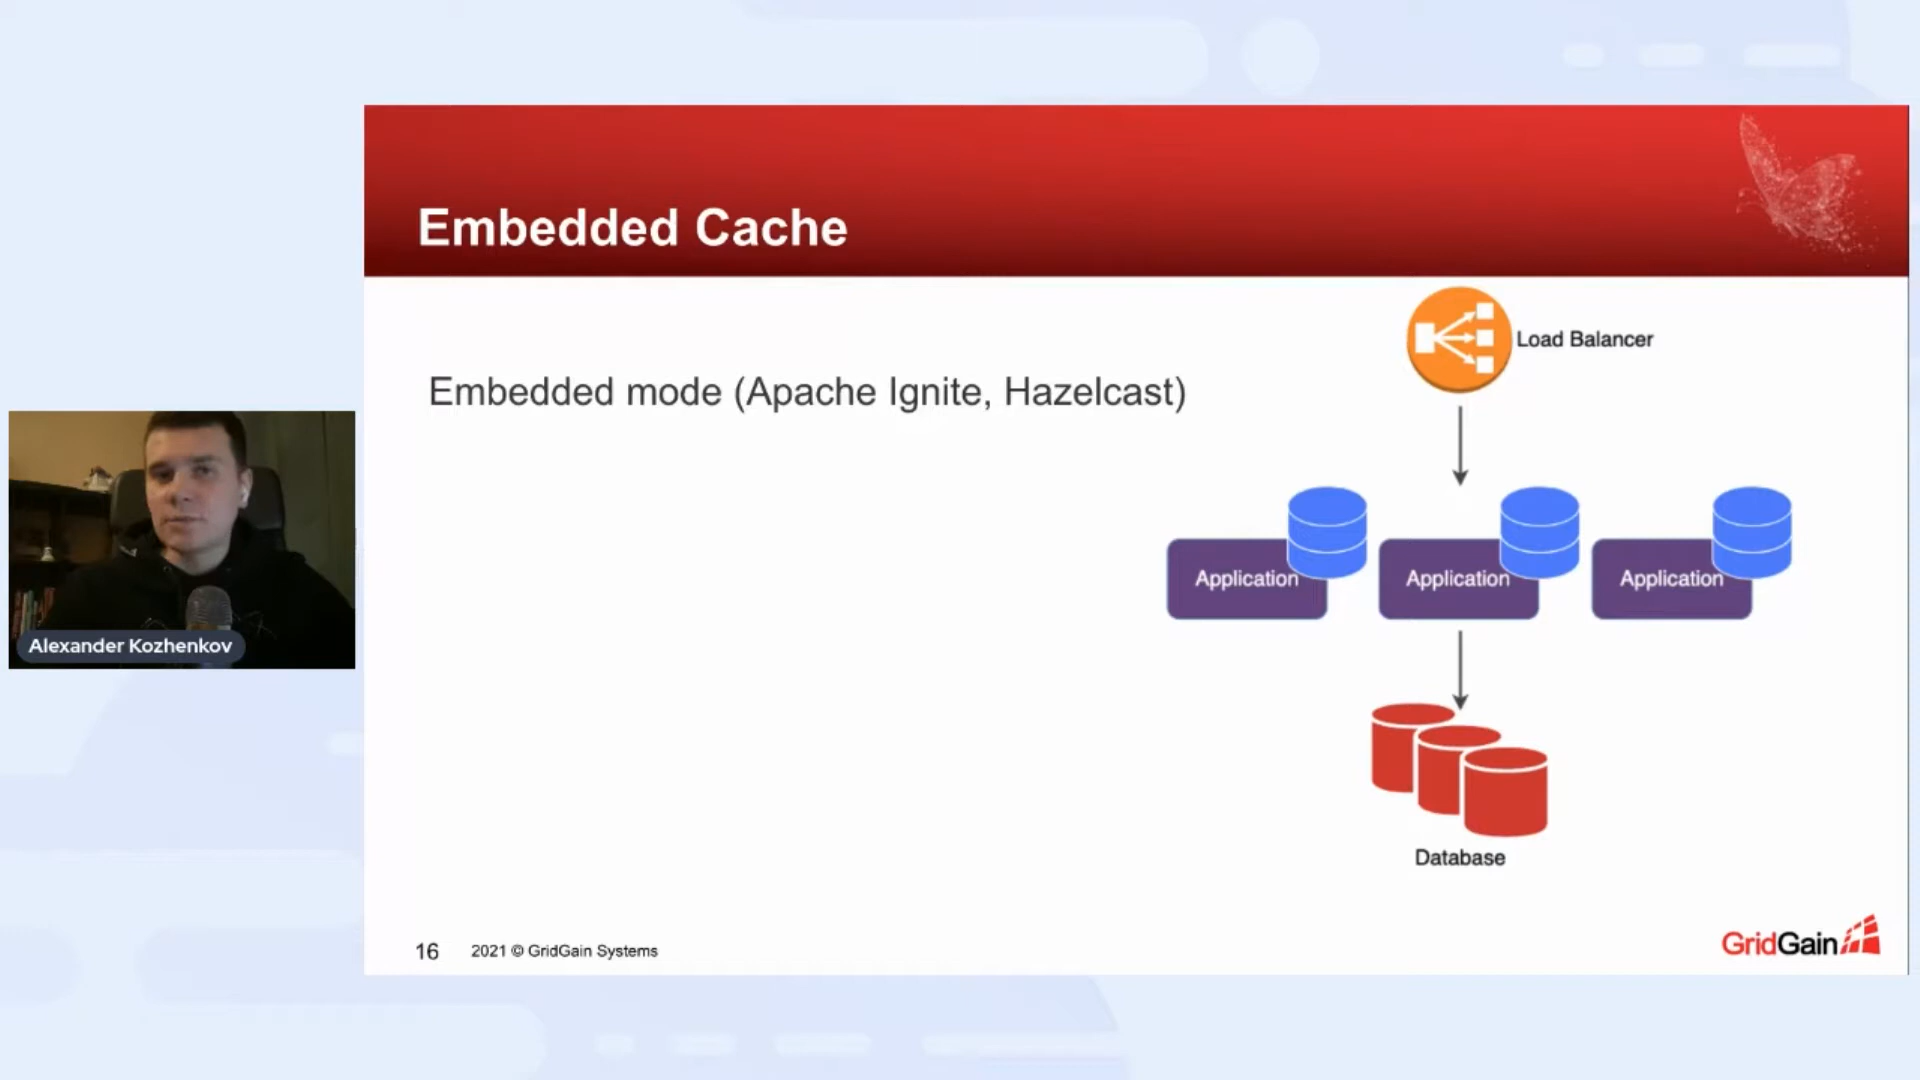 Embedded Cache
Load Balancer
Embedded mode (Apache Ignite, Hazelcast)
Application
Application
Application
Alexander Kozhenkov
Database
16
2021 © GridGain Systems
GridGain